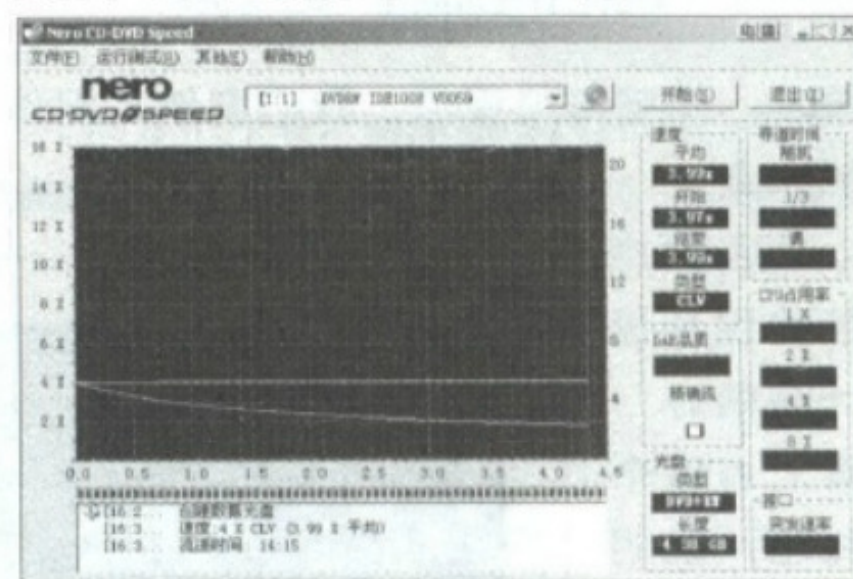 Nero CD-DVD Speed
文件(F) 运行测试(R) 其他(E) 帮助(H)
nero
CD-DVD SPEED
[1:1] DVDRW IDE1008 V0059
开始(S)
退出(X)
16 X
14 X
12 X
10 X
8 X
6 X
4 X
2 X
20
16
12
8
4
0.0 0.5 1.0 1.5 2.0 2.5 3.0 3.5 4.0 4.5
速度
平均
3.99x
开始
3.97x
结束
3.99x
类型
CLV
寻道时间
随机
1/3
满
DAE品质
精确流
CPU占用率
1 X
2 X
4 X
8 X
光盘
类型
DVD+RW
长度
4.38 GB
接口
突发速率
[16:2... 创建数据光盘
[16:3... 速度:4 X CLV (3.99 X 平均)
[16:3... 流逝时间: 14:15